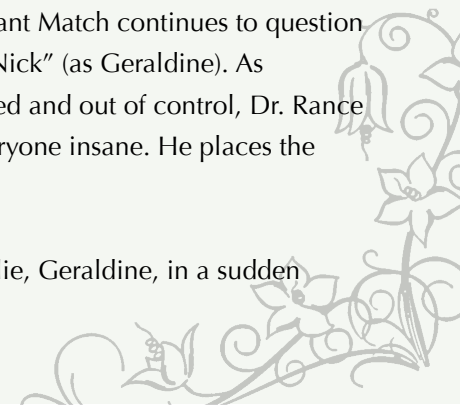 ant Match continues to question
Nick” (as Geraldine). As
ed and out of control, Dr. Rance
ryone insane. He places the
lie, Geraldine, in a sudden